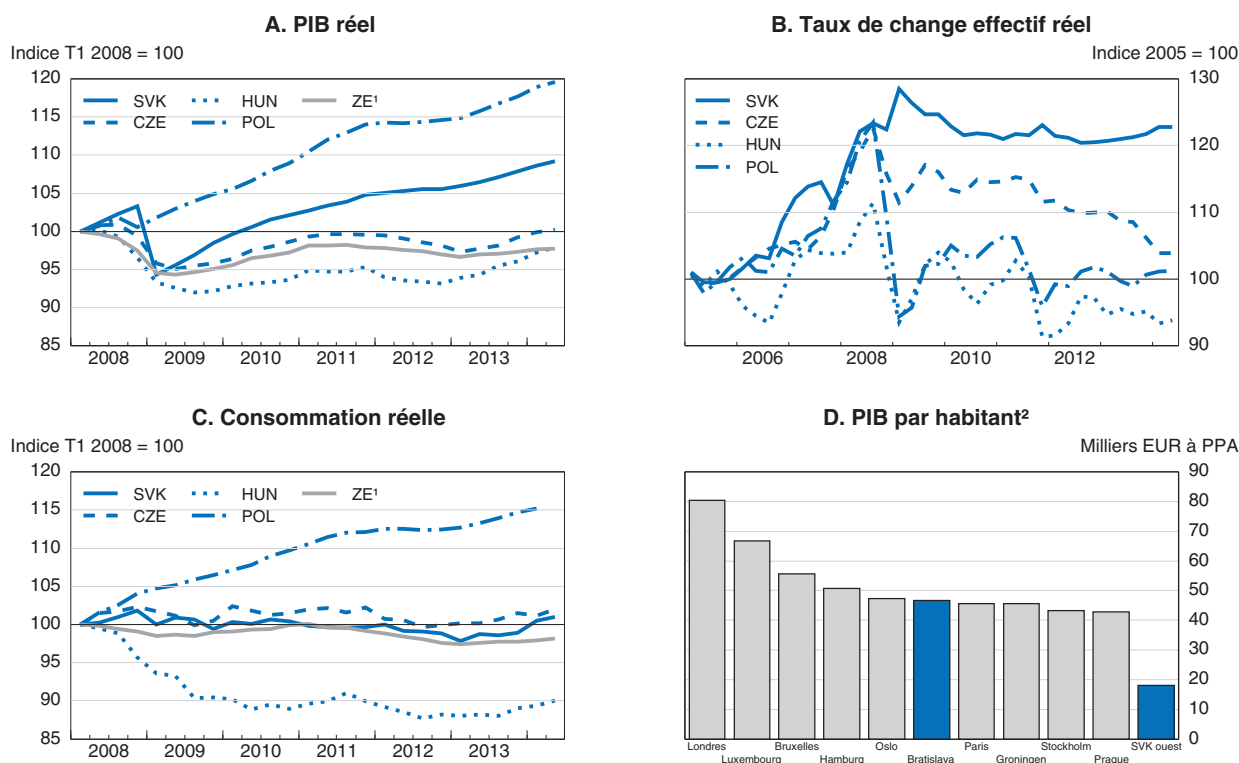 A. PIB réel
Indice T1 2008 = 100
120
115
110
105
100
95
90
85
SVK HUN ZE¹
CZE POL
2008 2009 2010 2011 2012 2013
B. Taux de change effectif réel
Indice 2005 = 100
130
120
110
100
90
SVK
CZE
HUN
POL
2006 2008 2010 2012
C. Consommation réelle
Indice T1 2008 = 100
120
115
110
105
100
95
90
85
SVK HUN ZE¹
CZE POL
2008 2009 2010 2011 2012 2013
D. PIB par habitant²
Milliers EUR à PPA
90
80
70
60
50
40
30
20
10
0
Londres Bruxelles Oslo Paris Stockholm SVK ouest
Luxembourg Hamburg Bratislava Groningen Prague